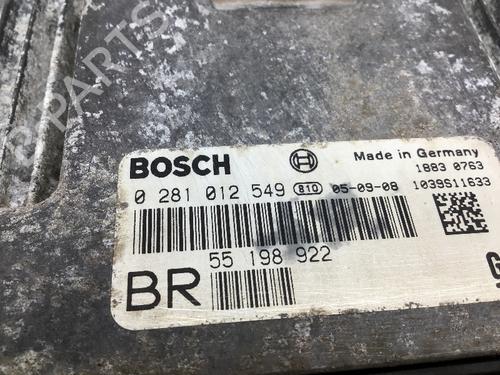 B-PARTS
BOSCH
Made in Germany
1883 0763
0 281 012 549 810 05-09-08 1039S11633
55 198 922
BR